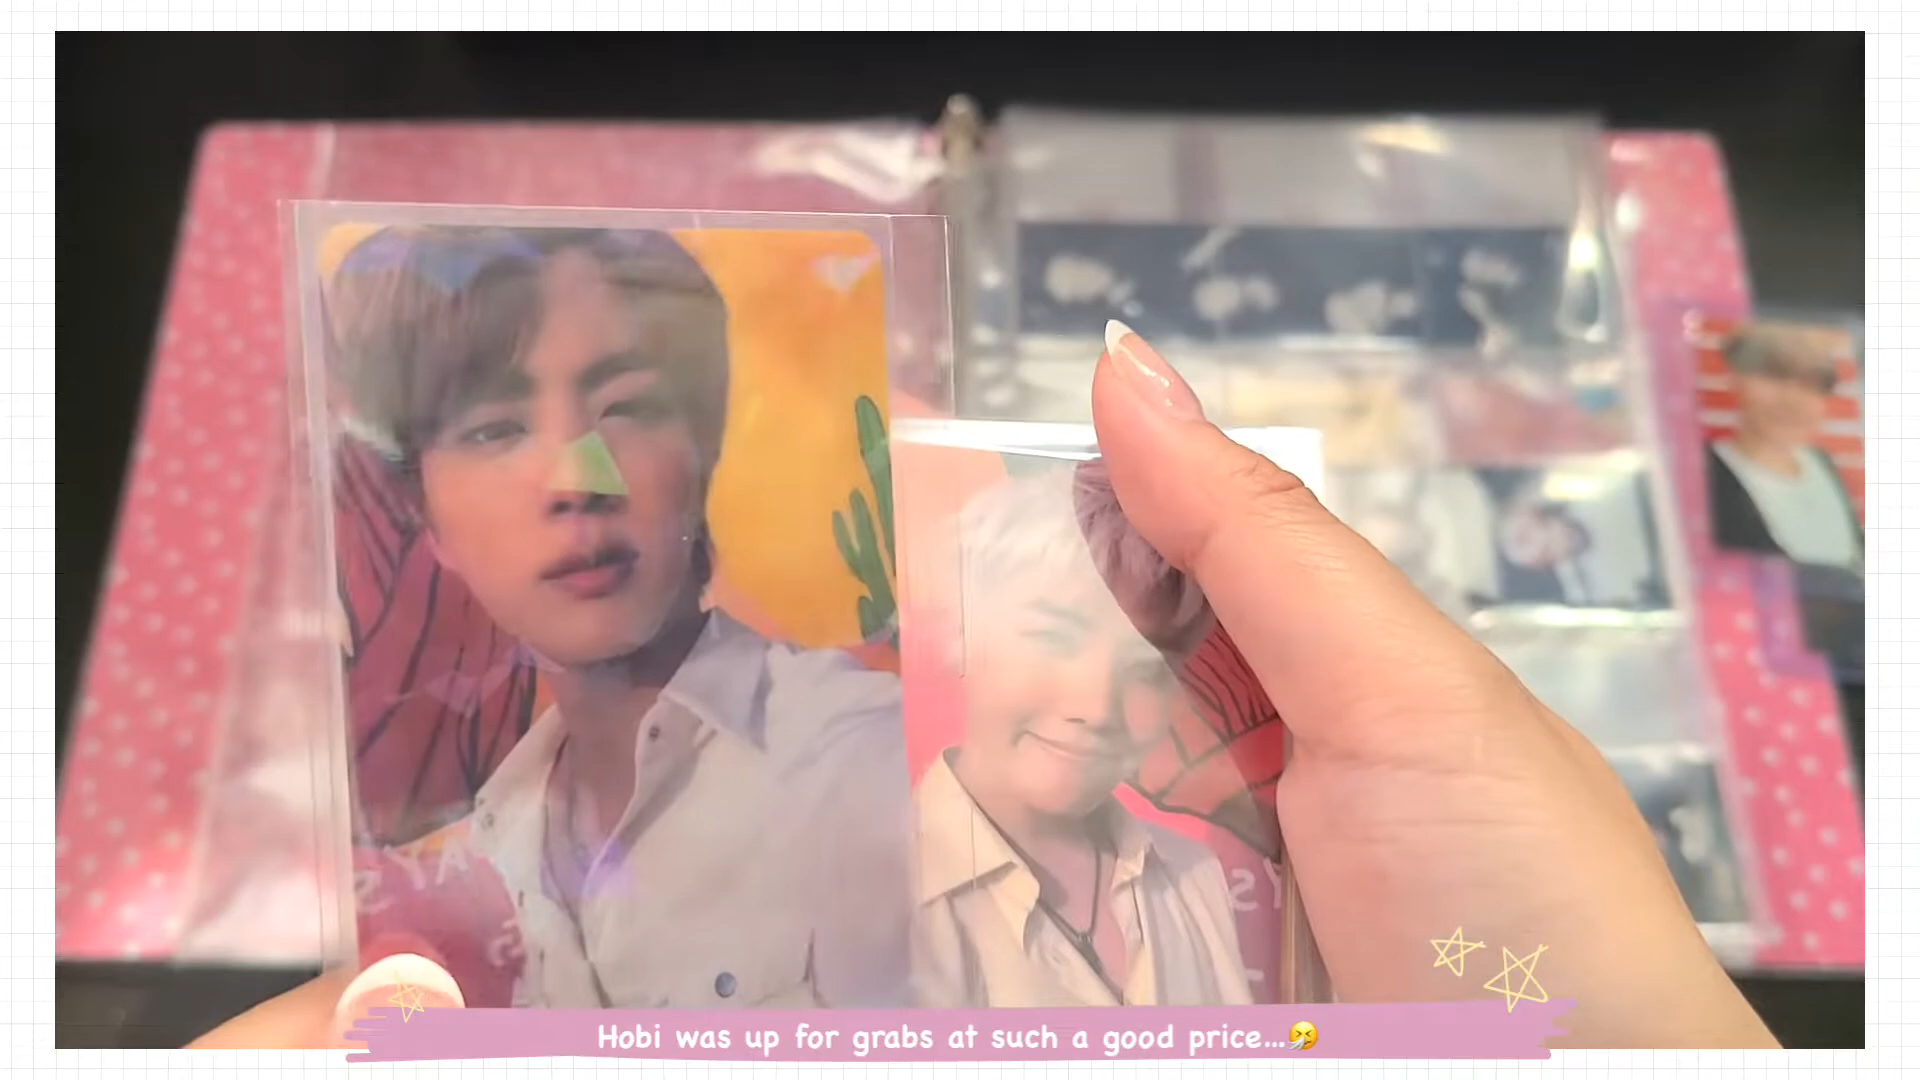 Hobi was up for grabs at such a good price...🤧